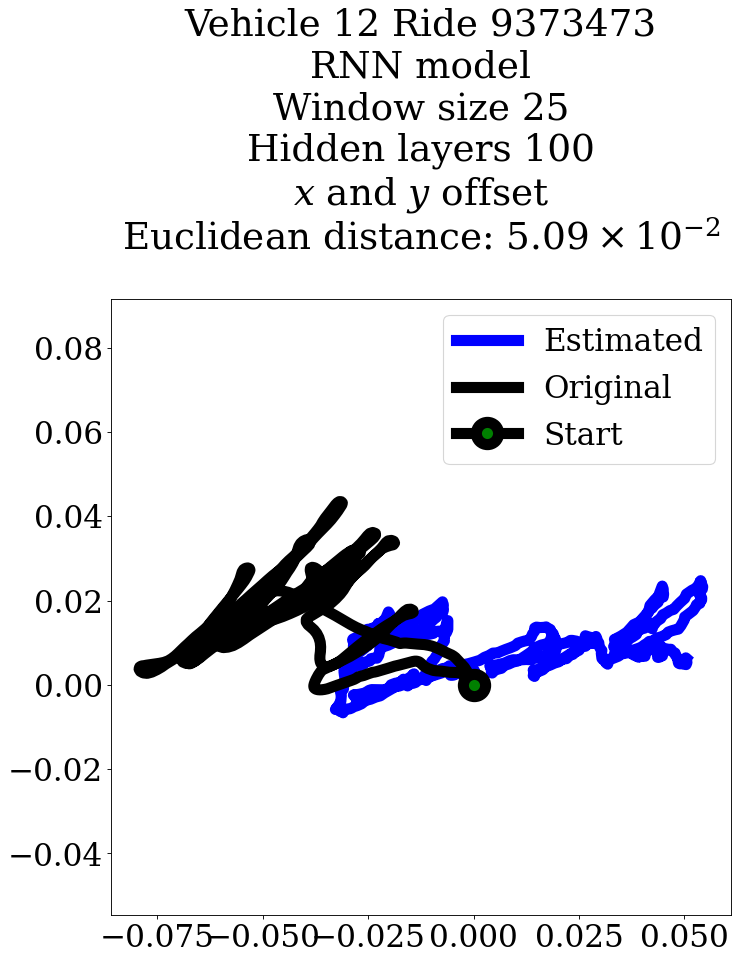 Vehicle 12 Ride 9373473
RNN model
Window size 25
Hidden layers 100
x and y offset
Euclidean distance: 5.09 × 10⁻²
Estimated
Original
Start
0.08
0.06
0.04
0.02
0.00
−0.02
−0.04
−0.075 −0.050 −0.025 0.000 0.025 0.050